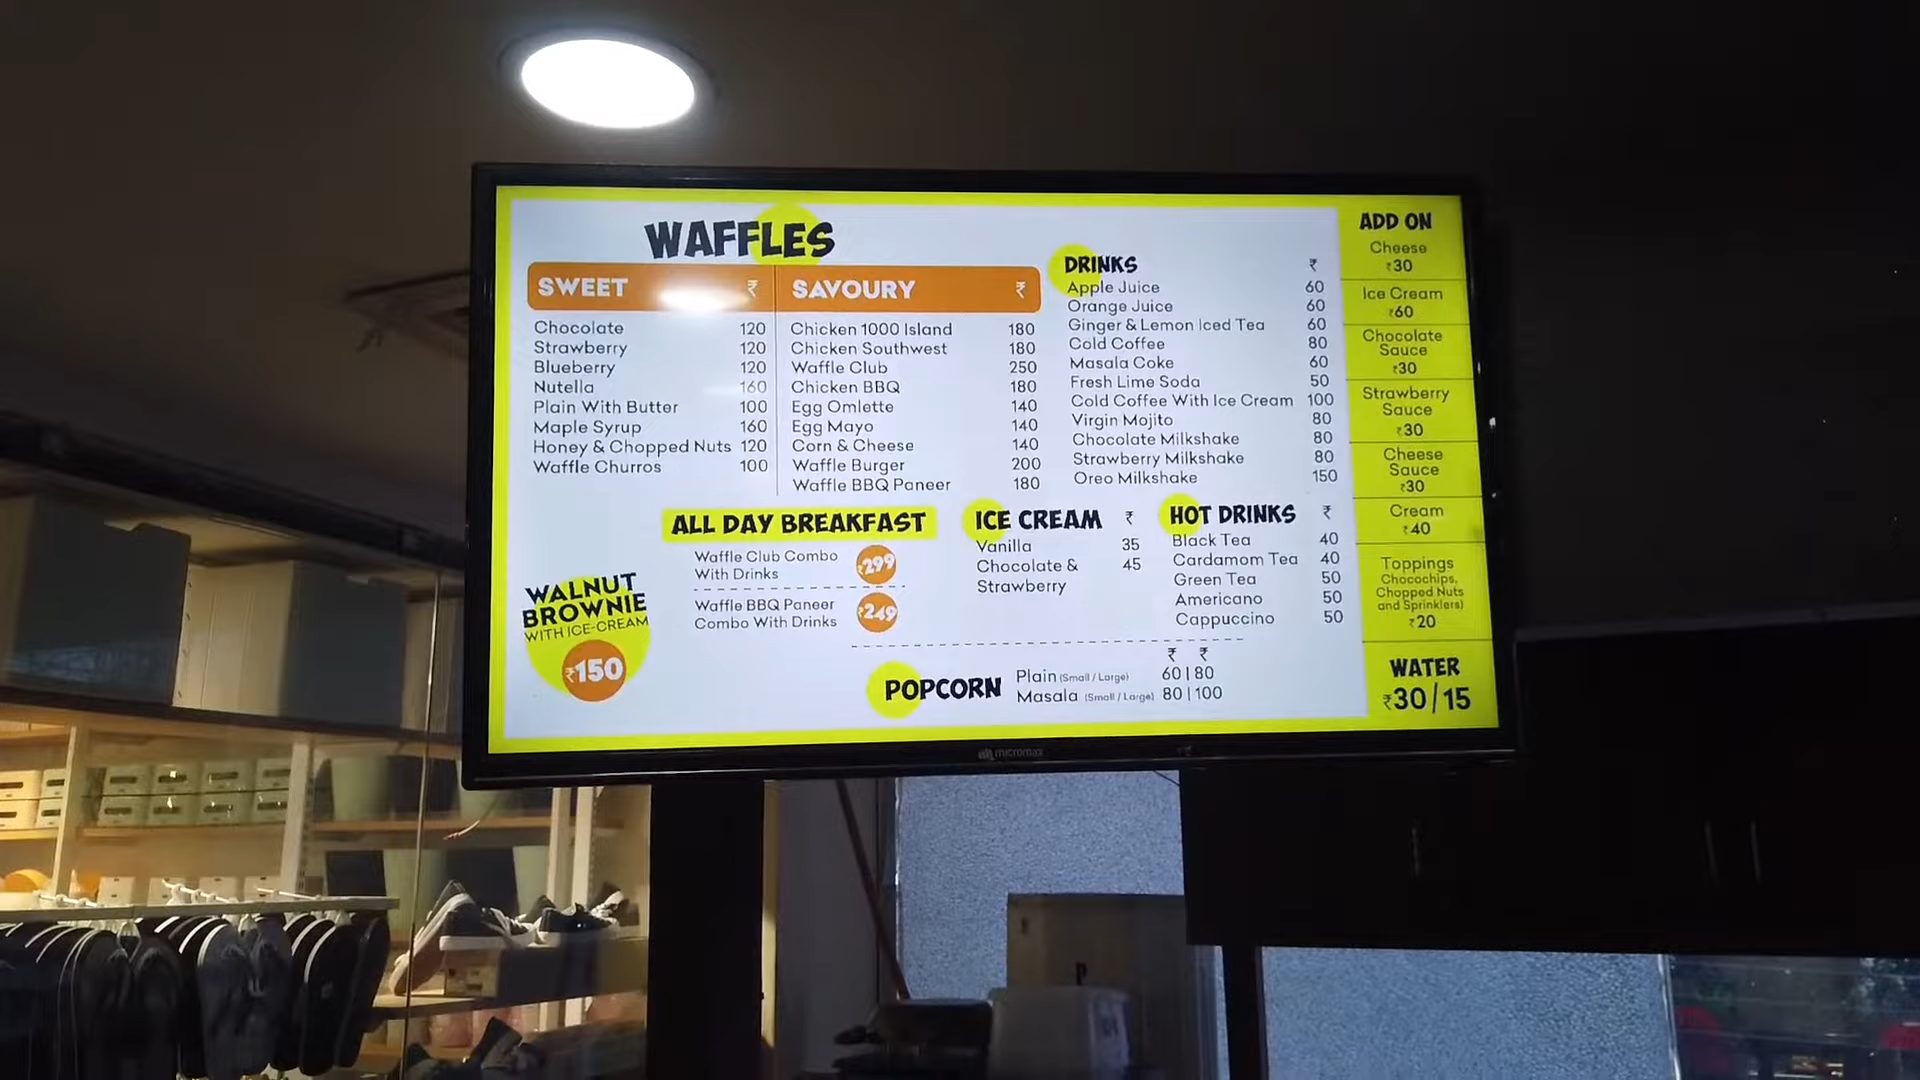 WAFFLES
SWEET ₹
Chocolate 120
Strawberry 120
Blueberry 120
Nutella 160
Plain With Butter 100
Maple Syrup 160
Honey & Chopped Nuts 120
Waffle Churros 100
SAVOURY ₹
Chicken 1000 Island 180
Chicken Southwest 180
Waffle Club 250
Chicken BBQ 180
Egg Omlette 140
Egg Mayo 140
Corn & Cheese 140
Waffle Burger 200
Waffle BBQ Paneer 180
DRINKS ₹
Apple Juice 60
Orange Juice 60
Ginger & Lemon Iced Tea 60
Cold Coffee 80
Masala Coke 60
Fresh Lime Soda 50
Cold Coffee With Ice Cream 100
Virgin Mojito 80
Chocolate Milkshake 80
Strawberry Milkshake 80
Oreo Milkshake 150
WALNUT
BROWNIE
WITH ICE-CREAM
₹150
ALL DAY BREAKFAST
Waffle Club Combo
With Drinks ₹299
Waffle BBQ Paneer
Combo With Drinks ₹249
ICE CREAM ₹
Vanilla 35
Chocolate & 45
Strawberry
HOT DRINKS ₹
Black Tea 40
Cardamom Tea 40
Green Tea 50
Americano 50
Cappuccino 50
POPCORN
₹ ₹
Plain (Small / Large) 60|80
Masala (Small / Large) 80|100
ADD ON
Cheese
₹30
Ice Cream
₹60
Chocolate
Sauce
₹30
Strawberry
Sauce
₹30
Cheese
Sauce
₹30
Cream
₹40
Toppings
Chocochips,
Chopped Nuts
and Sprinklers)
₹20
WATER
₹30/15
micromax
P